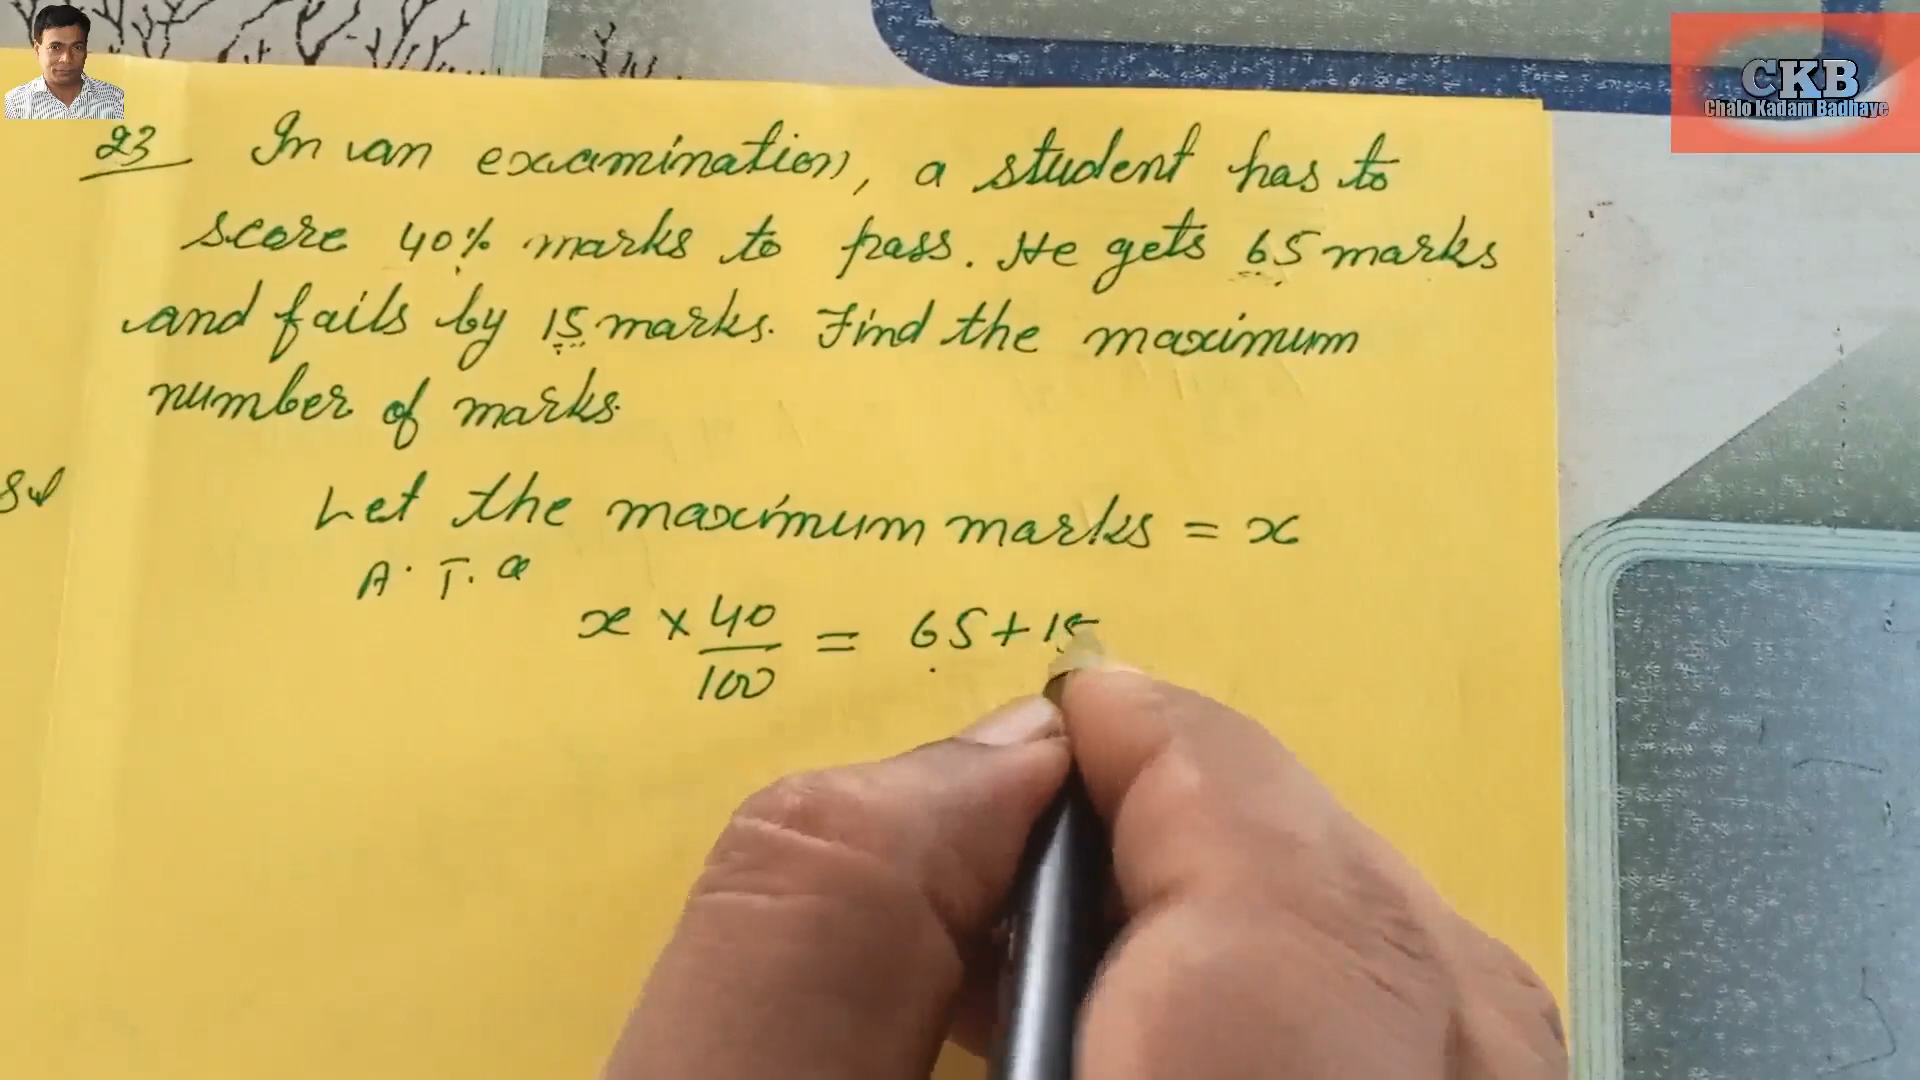 CKB
Chalo Kadam Badhaye
23 In an examination, a student has to
score 40% marks to pass. He gets 65 marks
and fails by 15 marks. Find the maximum
number of marks.
Sol
Let the maximum marks = x
A. T. Q
x × 40/100 = 65+15